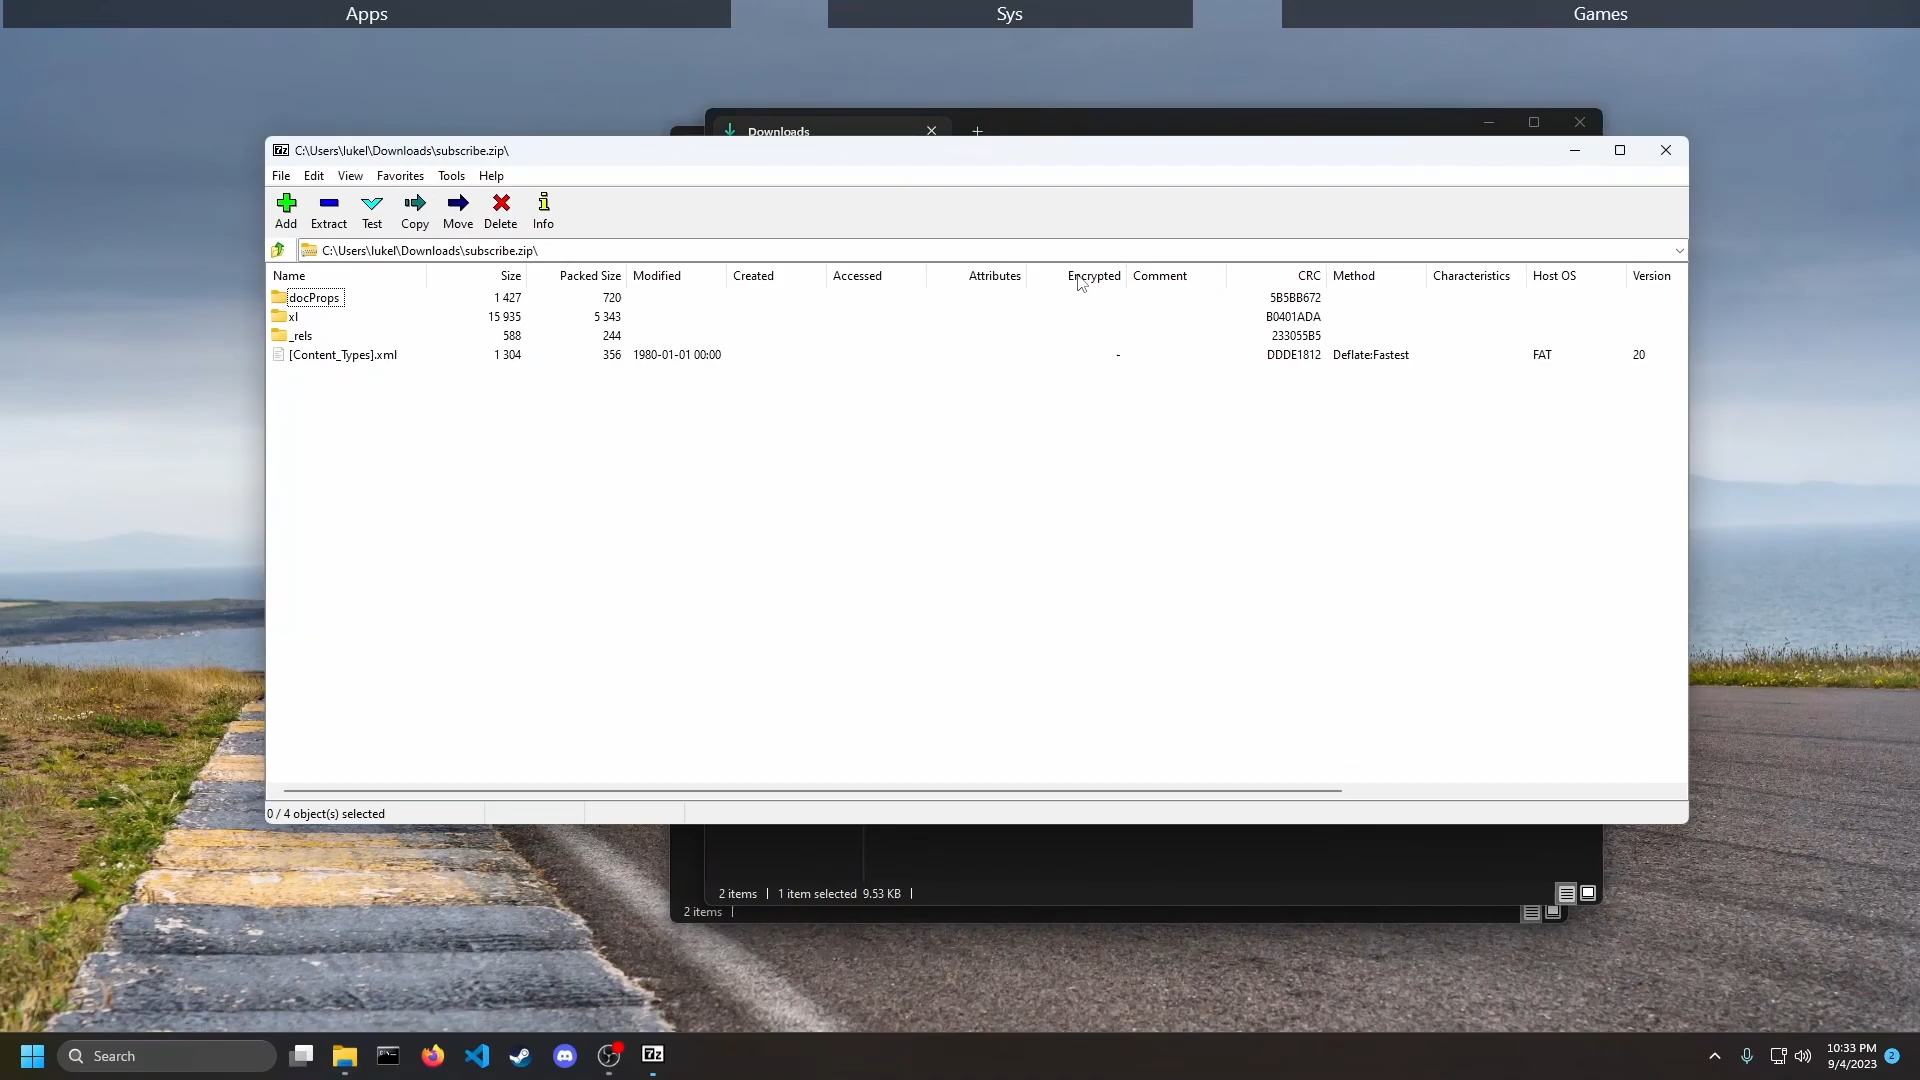 Apps Sys Games
Downloads
7z C:\Users\lukel\Downloads\subscribe.zip\
File Edit View Favorites Tools Help
Add Extract Test Copy Move Delete Info
C:\Users\lukel\Downloads\subscribe.zip\
Name Size Packed Size Modified Created Accessed Attributes Encrypted Comment CRC Method Characteristics Host OS Version
docProps 1 427 720 5B5BB672
xl 15 935 5 343 B0401ADA
_rels 588 244 233055B5
[Content_Types].xml 1 304 356 1980-01-01 00:00 - DDDE1812 Deflate:Fastest FAT 20
0 / 4 object(s) selected
2 items 1 item selected 9.53 KB
2 items
Search 7z 10:33 PM
9/4/2023 2